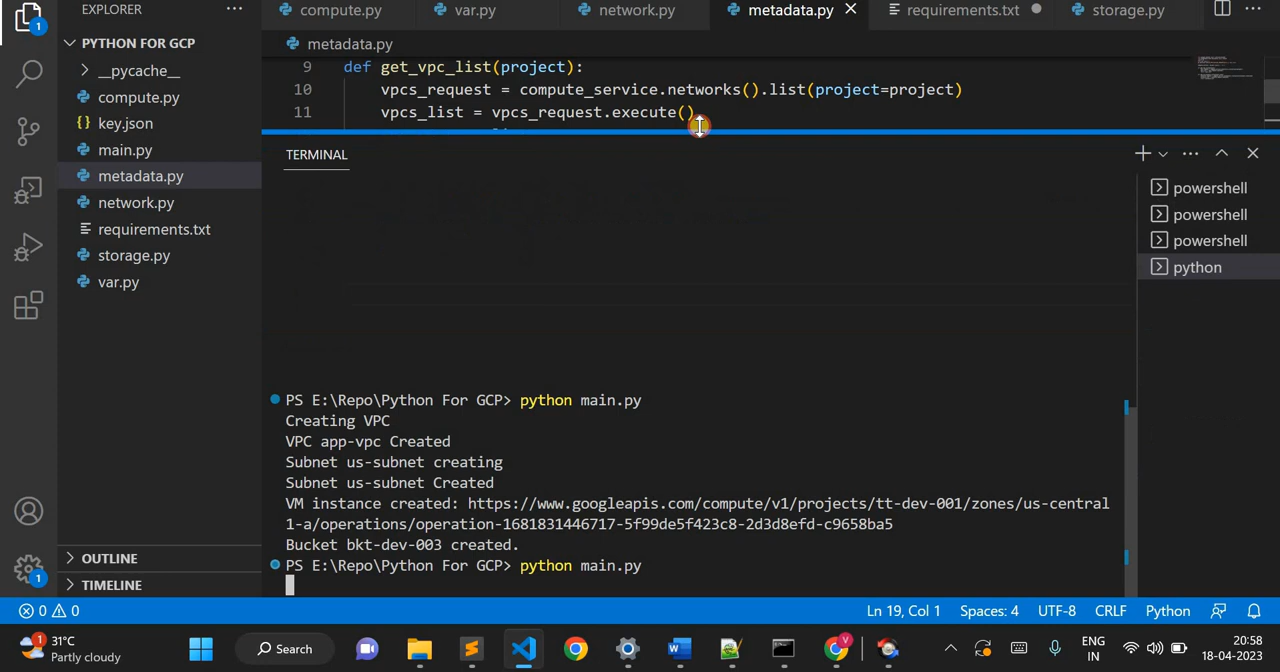 EXPLORER
compute.py
var.py
network.py
metadata.py
requirements.txt
storage.py
PYTHON FOR GCP
metadata.py
__pycache__
compute.py
key.json
main.py
metadata.py
network.py
requirements.txt
storage.py
var.py
OUTLINE
TIMELINE
1
1
9 def get_vpc_list(project):
10 vpcs_request = compute_service.networks().list(project=project)
11 vpcs_list = vpcs_request.execute()
TERMINAL
powershell
powershell
powershell
python
PS E:\Repo\Python For GCP> python main.py
Creating VPC
VPC app-vpc Created
Subnet us-subnet creating
Subnet us-subnet Created
VM instance created: https://www.googleapis.com/compute/v1/projects/tt-dev-001/zones/us-central
1-a/operations/operation-1681831446717-5f99de5f423c8-2d3d8efd-c9658ba5
Bucket bkt-dev-003 created.
PS E:\Repo\Python For GCP> python main.py
0 0
Ln 19, Col 1 Spaces: 4 UTF-8 CRLF Python
1
31°C
Partly cloudy
Search
V
ENG
IN
20:58
18-04-2023